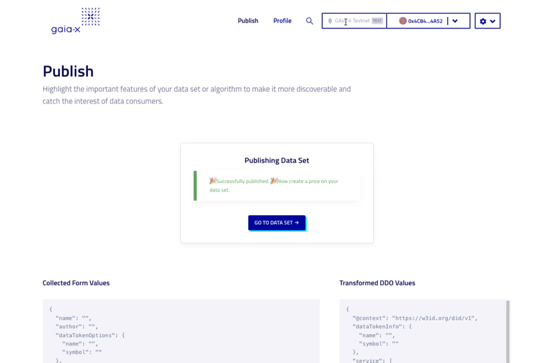 gaia-x
Publish
Profile
GAIA-X Testnet
TEST
0x4CB4...4A52
Publish
Highlight the important features of your data set or algorithm to make it more discoverable and
catch the interest of data consumers.
Publishing Data Set
🎉Successfully published. 🎉Now create a price on your
data set.
GO TO DATA SET →
Collected Form Values
{
"name": "",
"author": "",
"dataTokenOptions": {
"name": "",
"symbol": ""
},
Transformed DDO Values
{
"@context": "https://w3id.org/did/v1",
"dataTokenInfo": {
"name": "",
"symbol": ""
},
"service": [